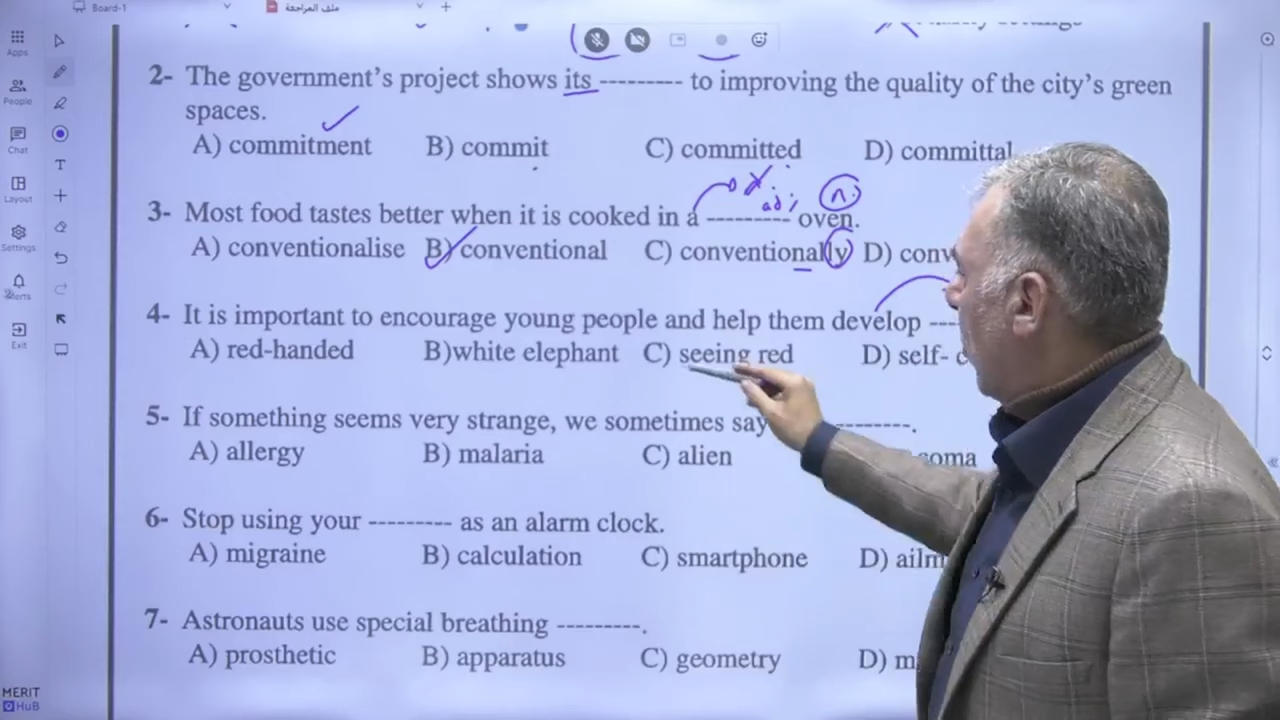 Board-1
ملف المراجعة
Apps
People
Chat
Layout
Settings
Alerts
Exit
2- The government's project shows its --------- to improving the quality of the city's green
spaces.
A) commitment B) commit C) committed D) committal
adj n.
3- Most food tastes better when it is cooked in a --------- oven.
A) conventionalise B) conventional C) conventionally D) conv
4- It is important to encourage young people and help them develop ---
A) red-handed B)white elephant C) seeing red D) self-
5- If something seems very strange, we sometimes say --------.
A) allergy B) malaria C) alien coma
6- Stop using your --------- as an alarm clock.
A) migraine B) calculation C) smartphone D) ailm
7- Astronauts use special breathing ---------.
A) prosthetic B) apparatus C) geometry D) m
MERIT
HUB